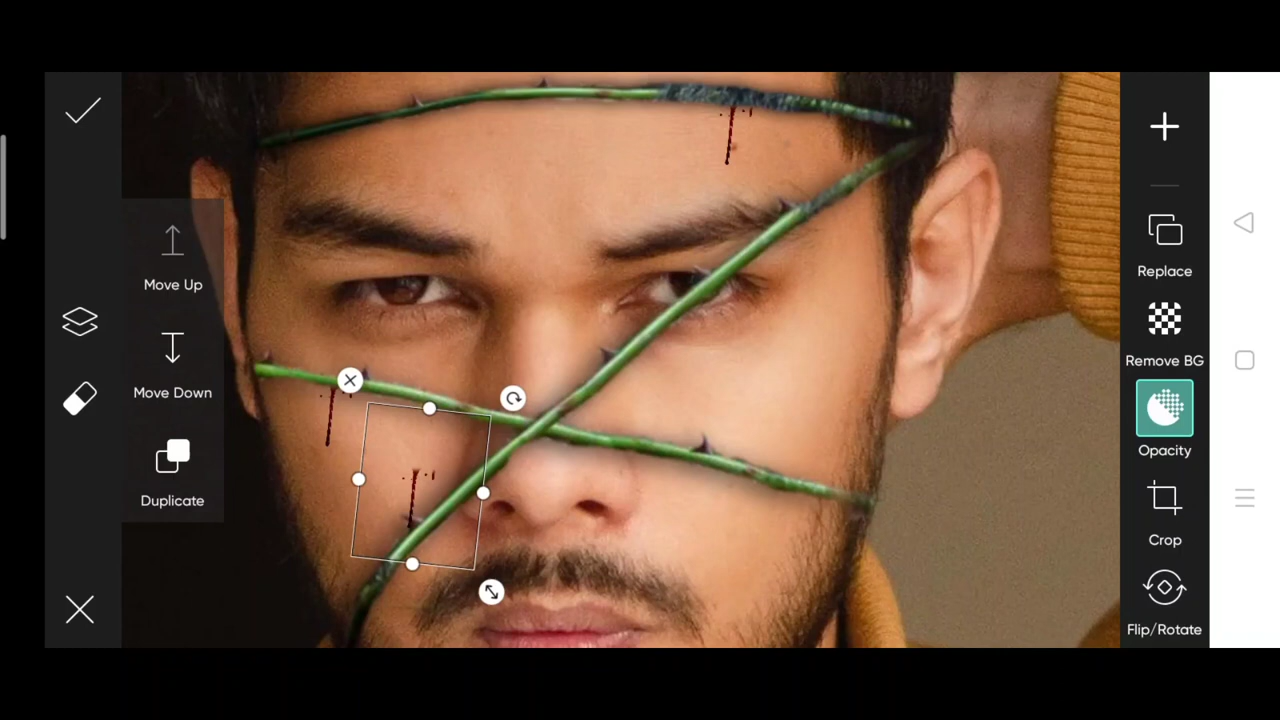 Move Up
Move Down
Duplicate
Replace
Remove BG
Opacity
Crop
Flip/Rotate